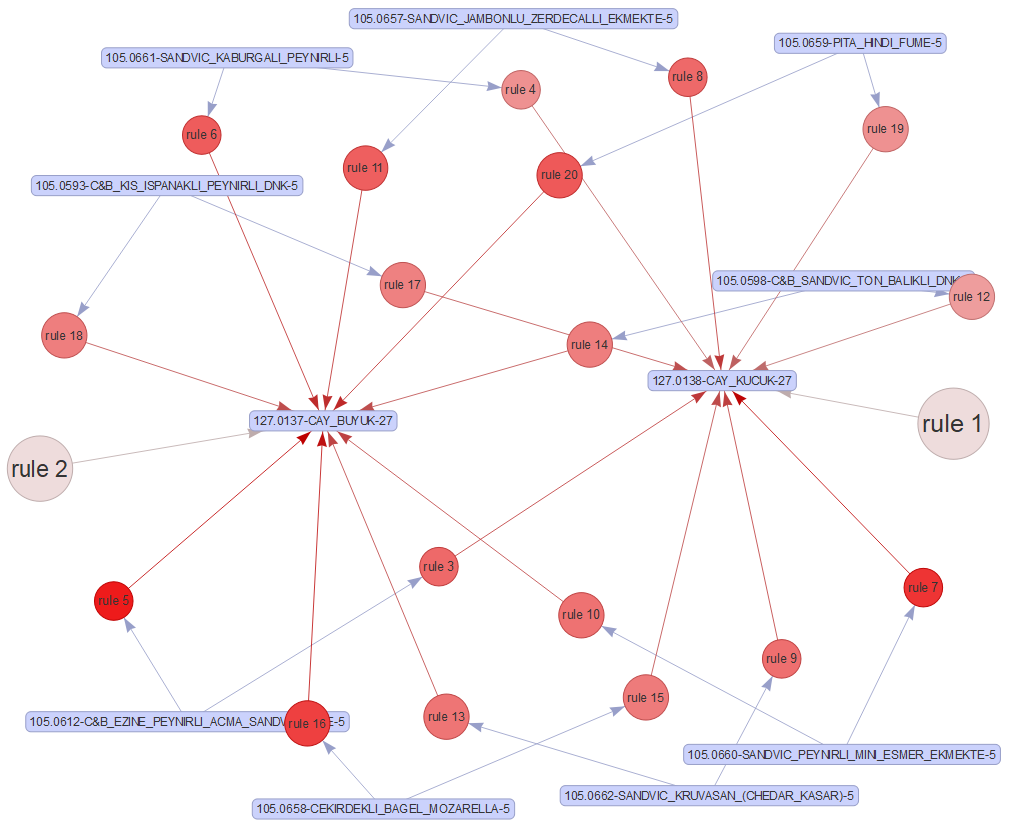 105.0657-SANDVIC_JAMBONLU_ZERDECALLI_EKMEKTE-5
105.0659-PITA_HINDI_FUME-5
105.0661-SANDVIC_KABURGALI_PEYNIRLI-5
rule 8
rule 4
rule 19
rule 6
rule 11
rule 20
105.0593-C&B_KIS_ISPANAKLI_PEYNIRLI_DNK-5
105.0598-C&B_SANDVIC_TON_BALIKLI_DNK
rule 17
rule 12
rule 18
rule 14
127.0138-CAY_KUCUK-27
127.0137-CAY_BUYUK-27
rule 1
rule 2
rule 3
rule 7
rule 5
rule 10
rule 9
rule 15
rule 13
105.0612-C&B_EZINE_PEYNIRLI_ACMA_SANDV
E-5
rule 16
105.0660-SANDVIC_PEYNIRLI_MINI_ESMER_EKMEKTE-5
105.0662-SANDVIC_KRUVASAN_(CHEDAR_KASAR)-5
105.0658-CEKIRDEKLI_BAGEL_MOZARELLA-5